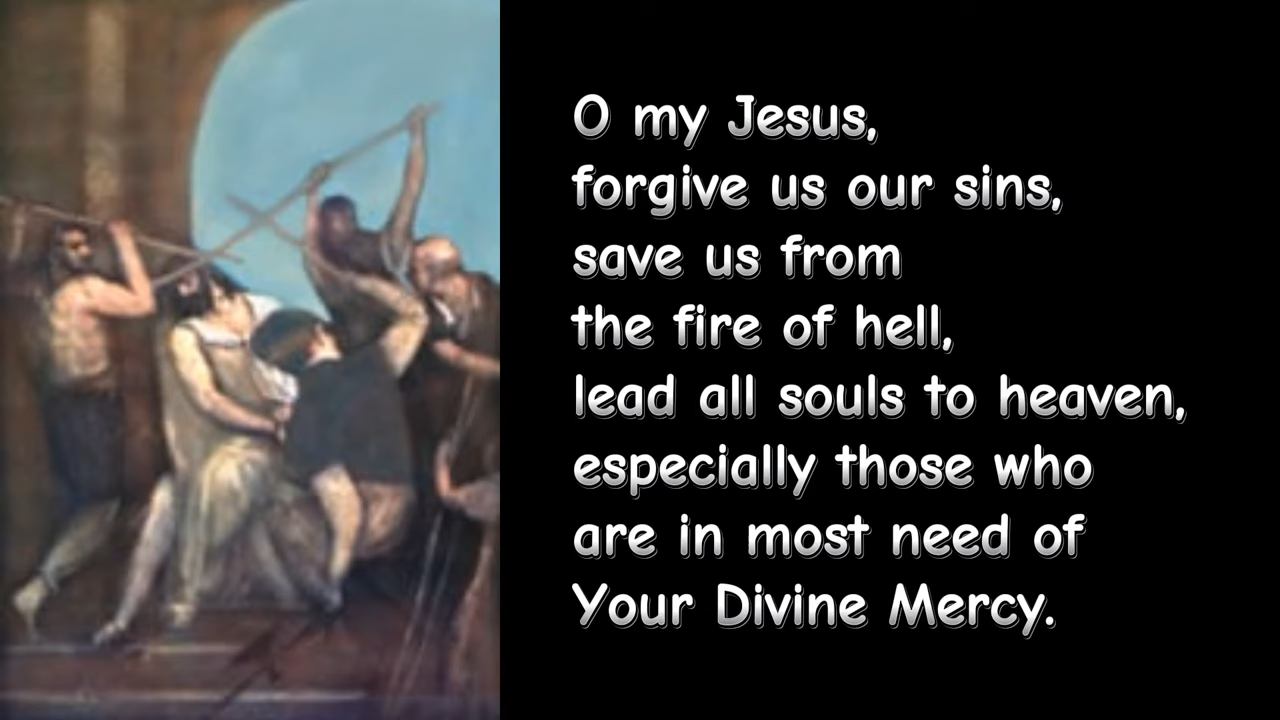 O my Jesus,
forgive us our sins,
save us from
the fire of hell,
lead all souls to heaven,
especially those who
are in most need of
Your Divine Mercy.